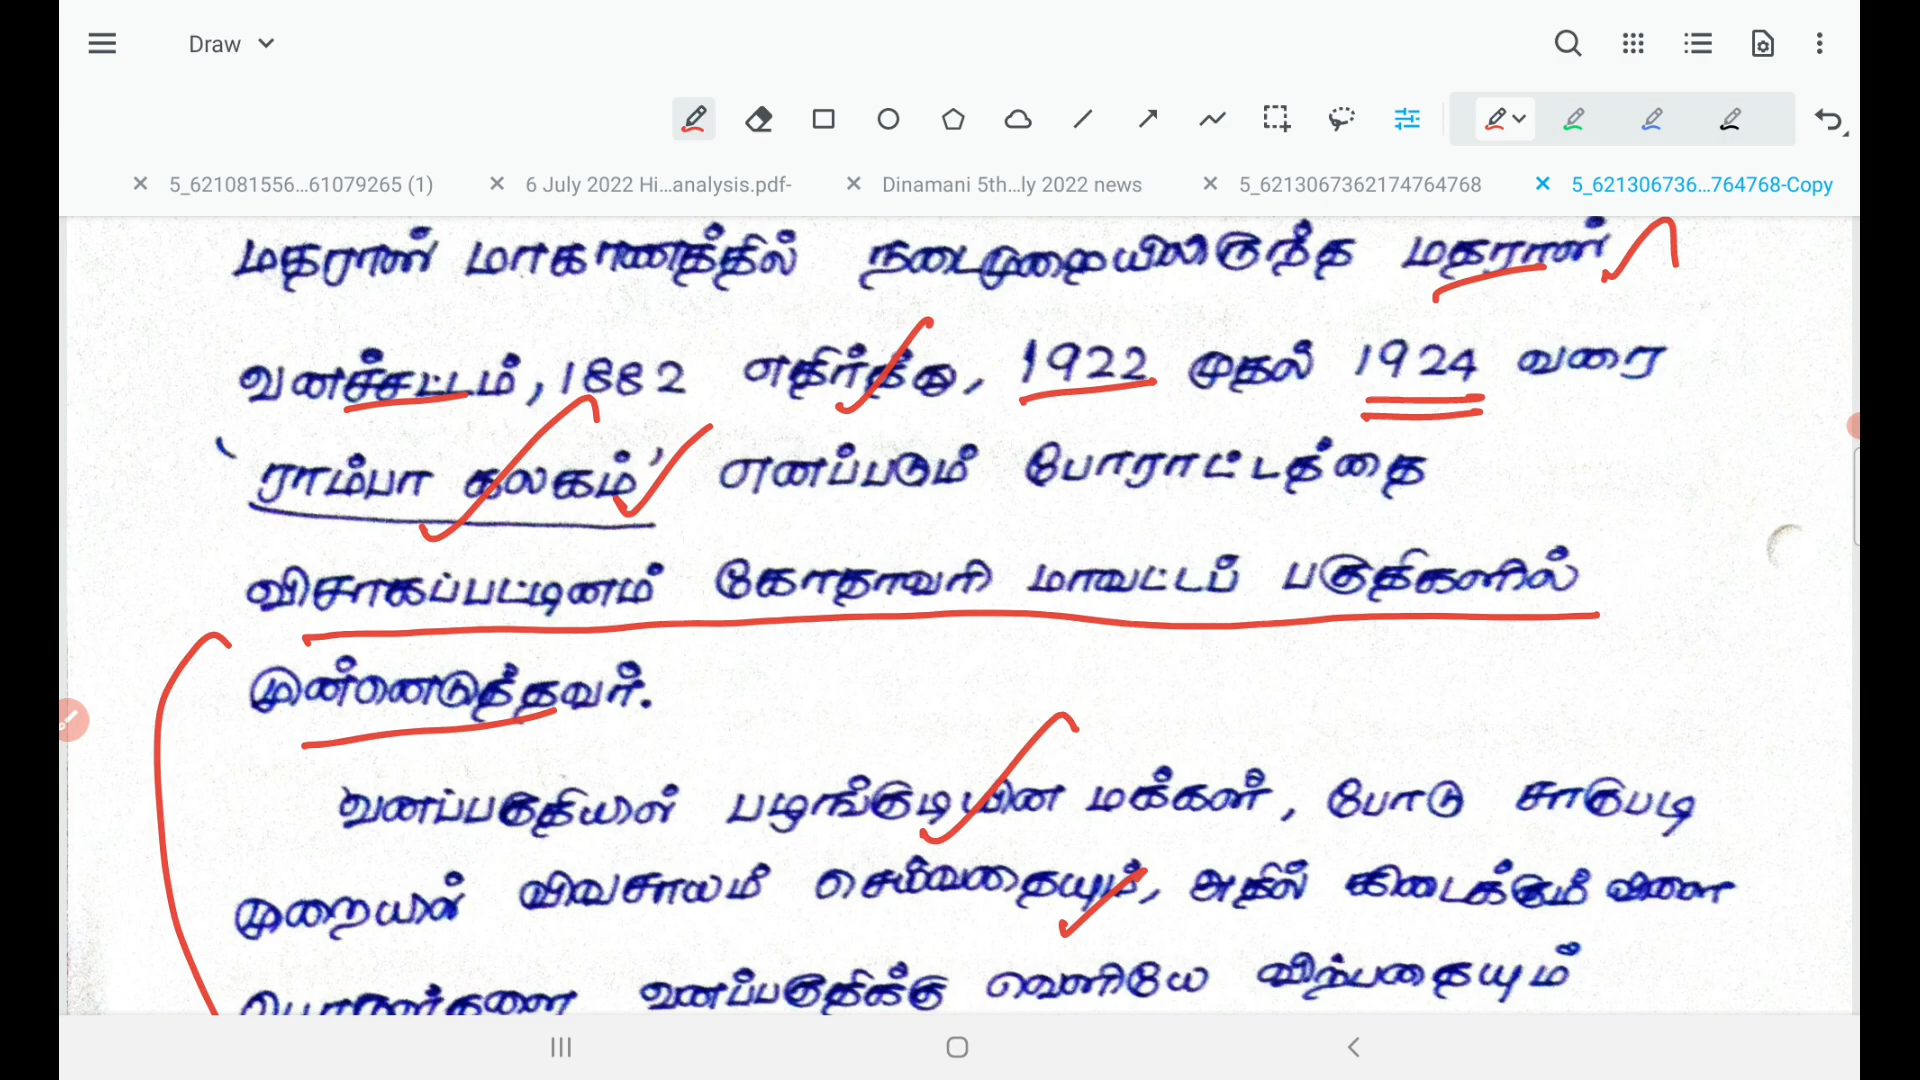 Draw
5_621081556...61079265 (1)
6 July 2022 Hi...analysis.pdf-
Dinamani 5th...ly 2022 news
5_6213067362174764768
5_621306736...764768-Copy
மதராஸ் மாகாணத்தில் நடைமுறையிலிருந்த மதராஸ்
வனச்சட்டம், 1882 எதிர்த்து, 1922 முதல் 1924 வரை
'ராம்பா கலகம்' எனப்படும் போராட்டத்தை
விசாகப்பட்டினம் கோதாவரி மாவட்டப் பகுதிகளில்
முன்னெடுத்தவர்.
வனப்பகுதியில் பழங்குடியின மக்கள், போடு சாகுபடி
முறையில் விவசாயம் செய்வதையும், அதில் கிடைக்கும் விளை
பொருள்களை வனப்பகுதிக்கு வெளியே விற்பதையும்